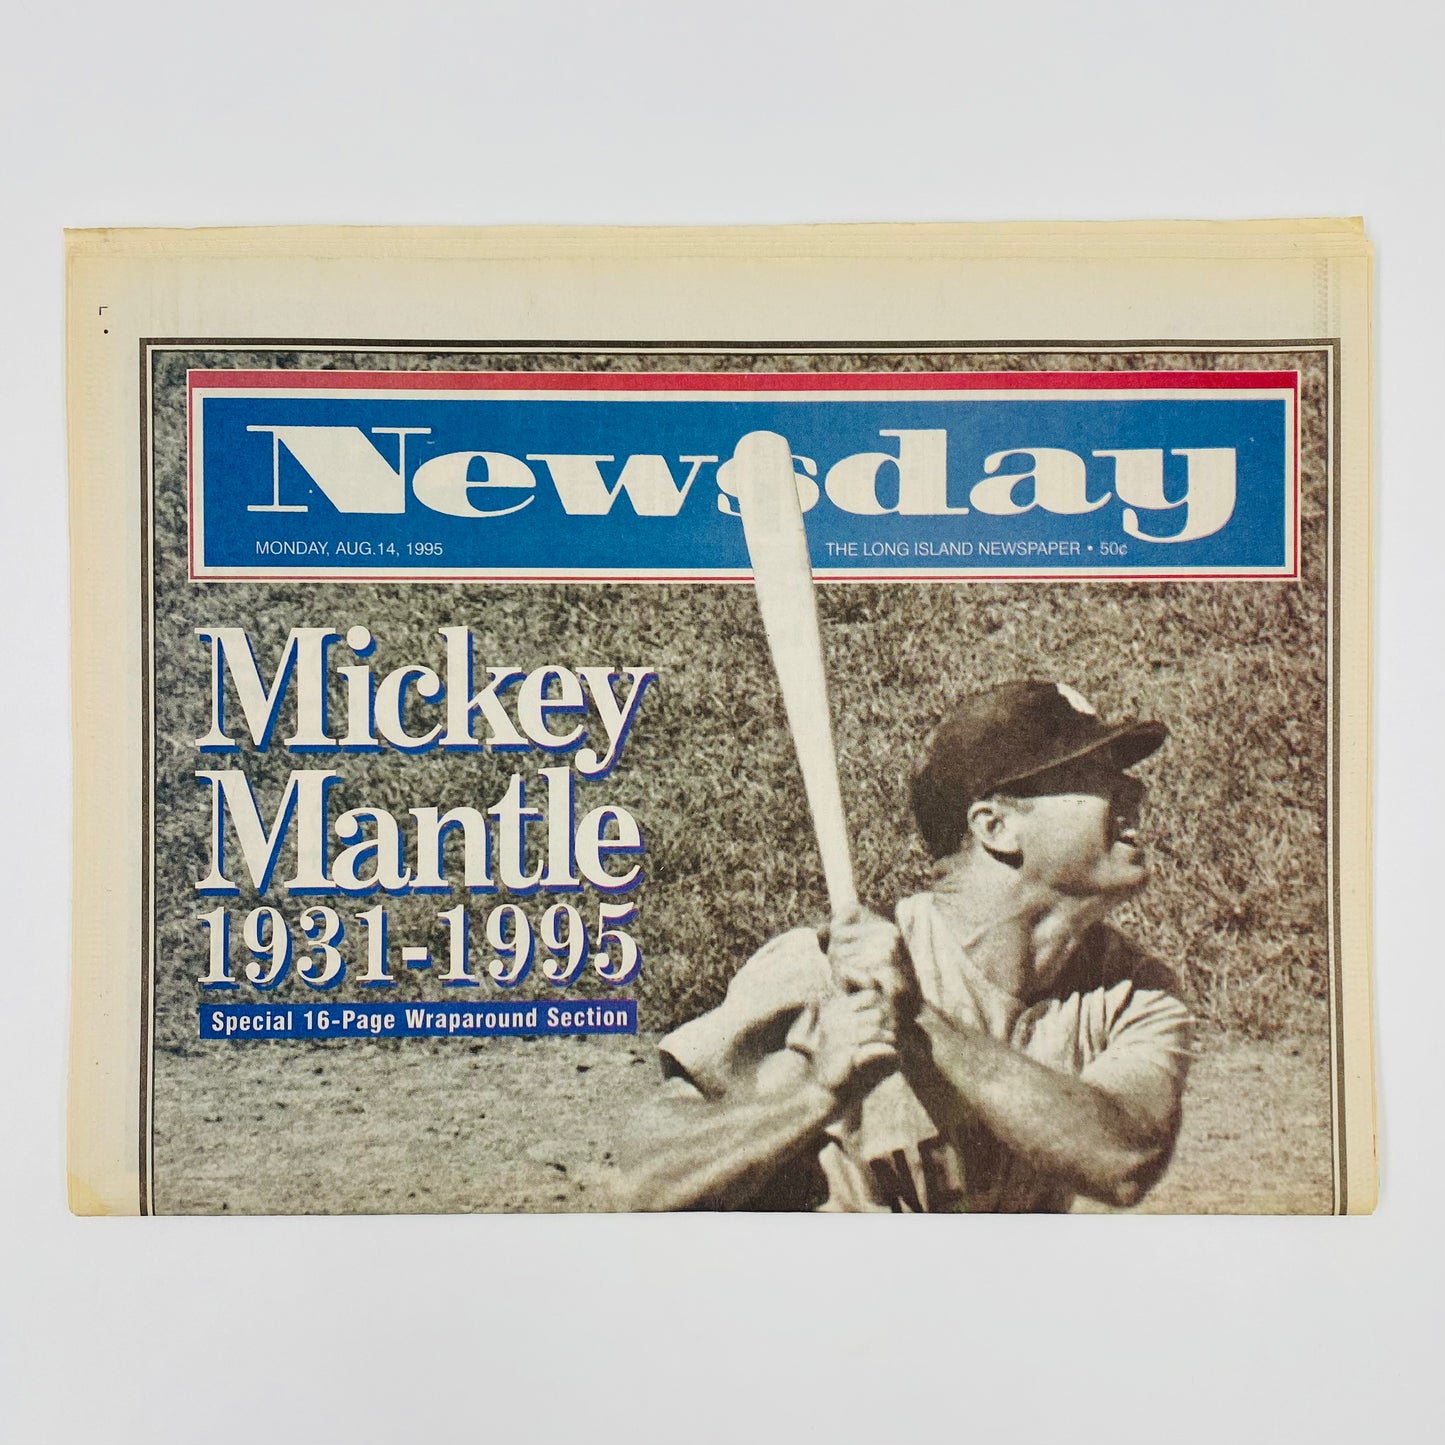 Newsday
MONDAY, AUG.14, 1995
THE LONG ISLAND NEWSPAPER • 50¢
Mickey
Mantle
1931-1995
Special 16-Page Wraparound Section